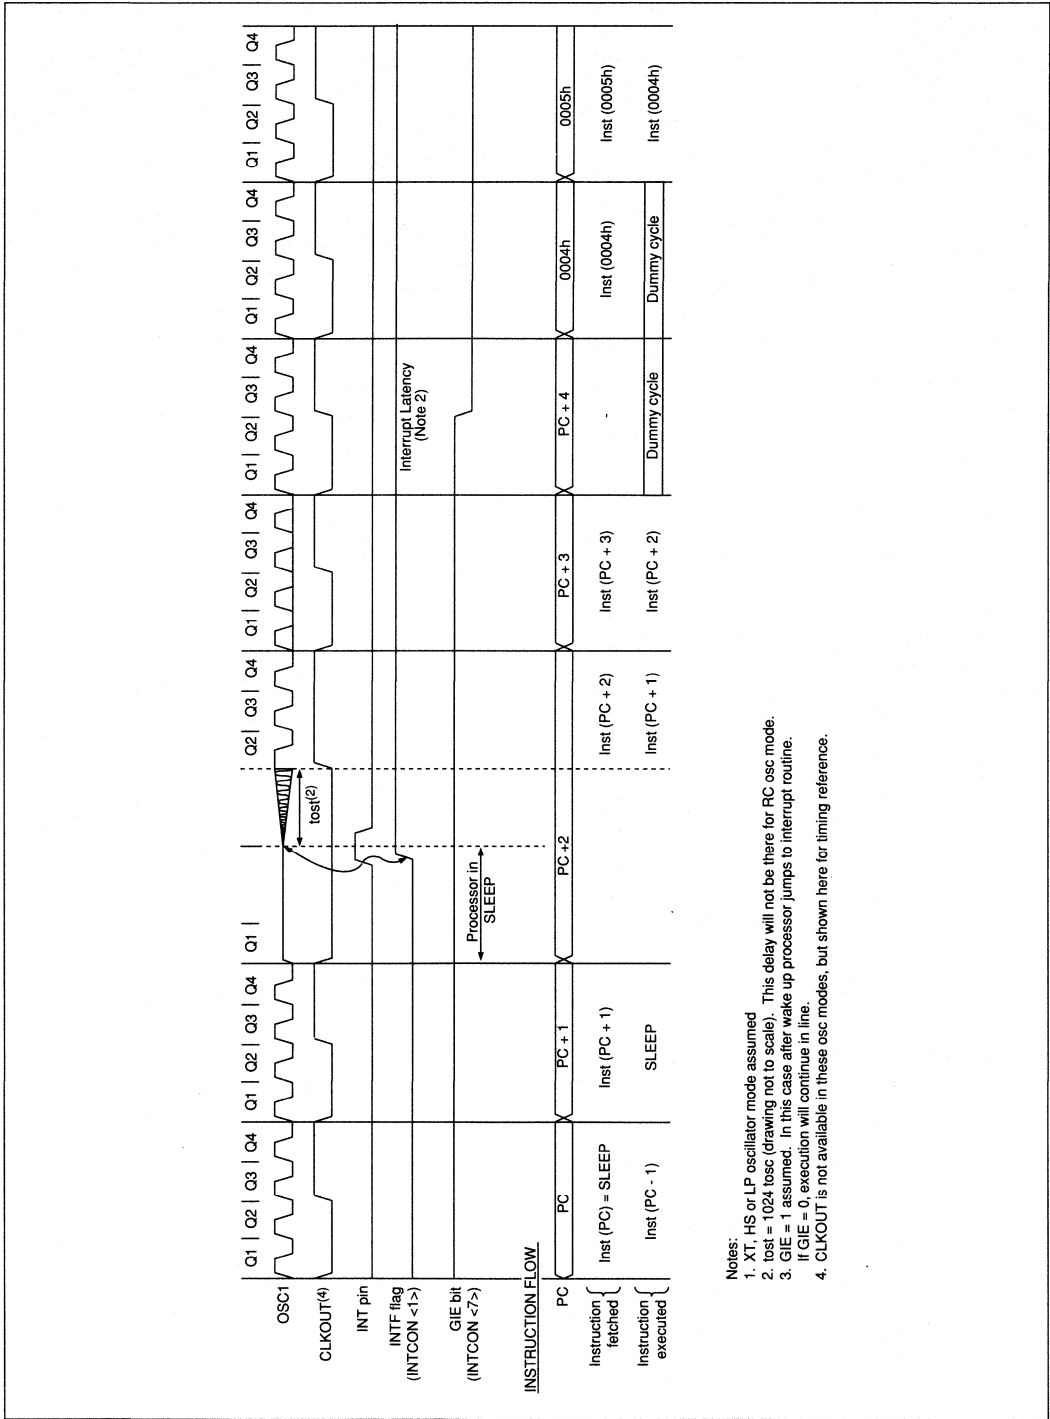 Q1 | Q2 | Q3 | Q4 Q1 | Q2 | Q3 | Q4 Q1 | Q2 | Q3 | Q4 Q1 | Q2 | Q3 | Q4 Q1 | Q2 | Q3 | Q4 Q1 | Q2 | Q3 | Q4 Q1 | Q2 | Q3 | Q4
OSC1
tost(2)
CLKOUT(4)
INT pin
INTF flag
(INTCON <1>)
Interrupt Latency
(Note 2)
GIE bit
(INTCON <7>)
Processor in
SLEEP
INSTRUCTION FLOW
PC PC PC + 1 PC +2 PC + 3 PC + 4 0004h 0005h
Instruction
fetched
Inst (PC) = SLEEP Inst (PC + 1) Inst (PC + 2) Inst (PC + 3) - Inst (0004h) Inst (0005h)
Instruction
executed
Inst (PC - 1) SLEEP Inst (PC + 1) Inst (PC + 2) Dummy cycle Dummy cycle Inst (0004h)
Notes:
1. XT, HS or LP oscillator mode assumed
2. tost = 1024 tosc (drawing not to scale). This delay will not be there for RC osc mode.
3. GIE = 1 assumed. In this case after wake up processor jumps to interrupt routine.
If GIE = 0, execution will continue in line.
4. CLKOUT is not available in these osc modes, but shown here for timing reference.